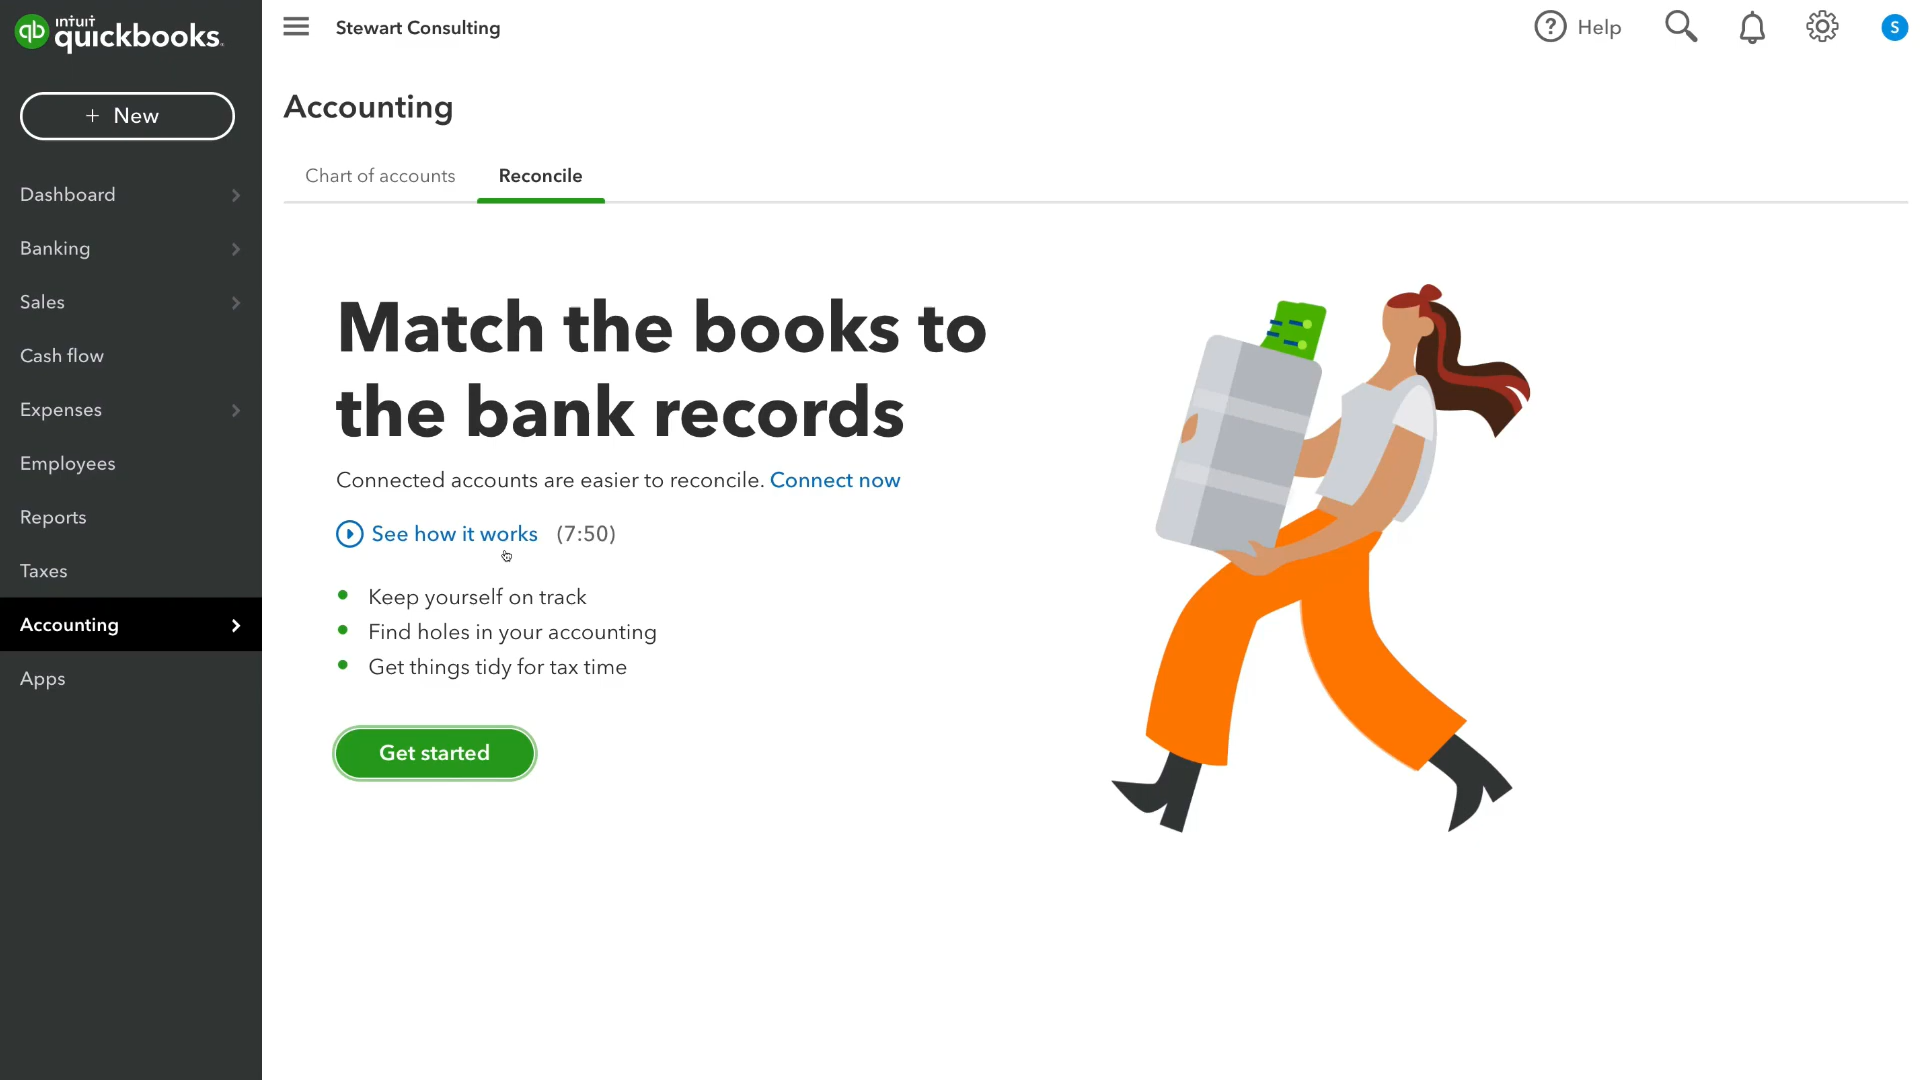 intuit
quickbooks
Stewart Consulting
Help
S
+ New
Dashboard
Banking
Sales
Cash flow
Expenses
Employees
Reports
Taxes
Accounting
Apps
Accounting
Chart of accounts
Reconcile
Match the books to
the bank records
Connected accounts are easier to reconcile. Connect now
See how it works (7:50)
Keep yourself on track
Find holes in your accounting
Get things tidy for tax time
Get started